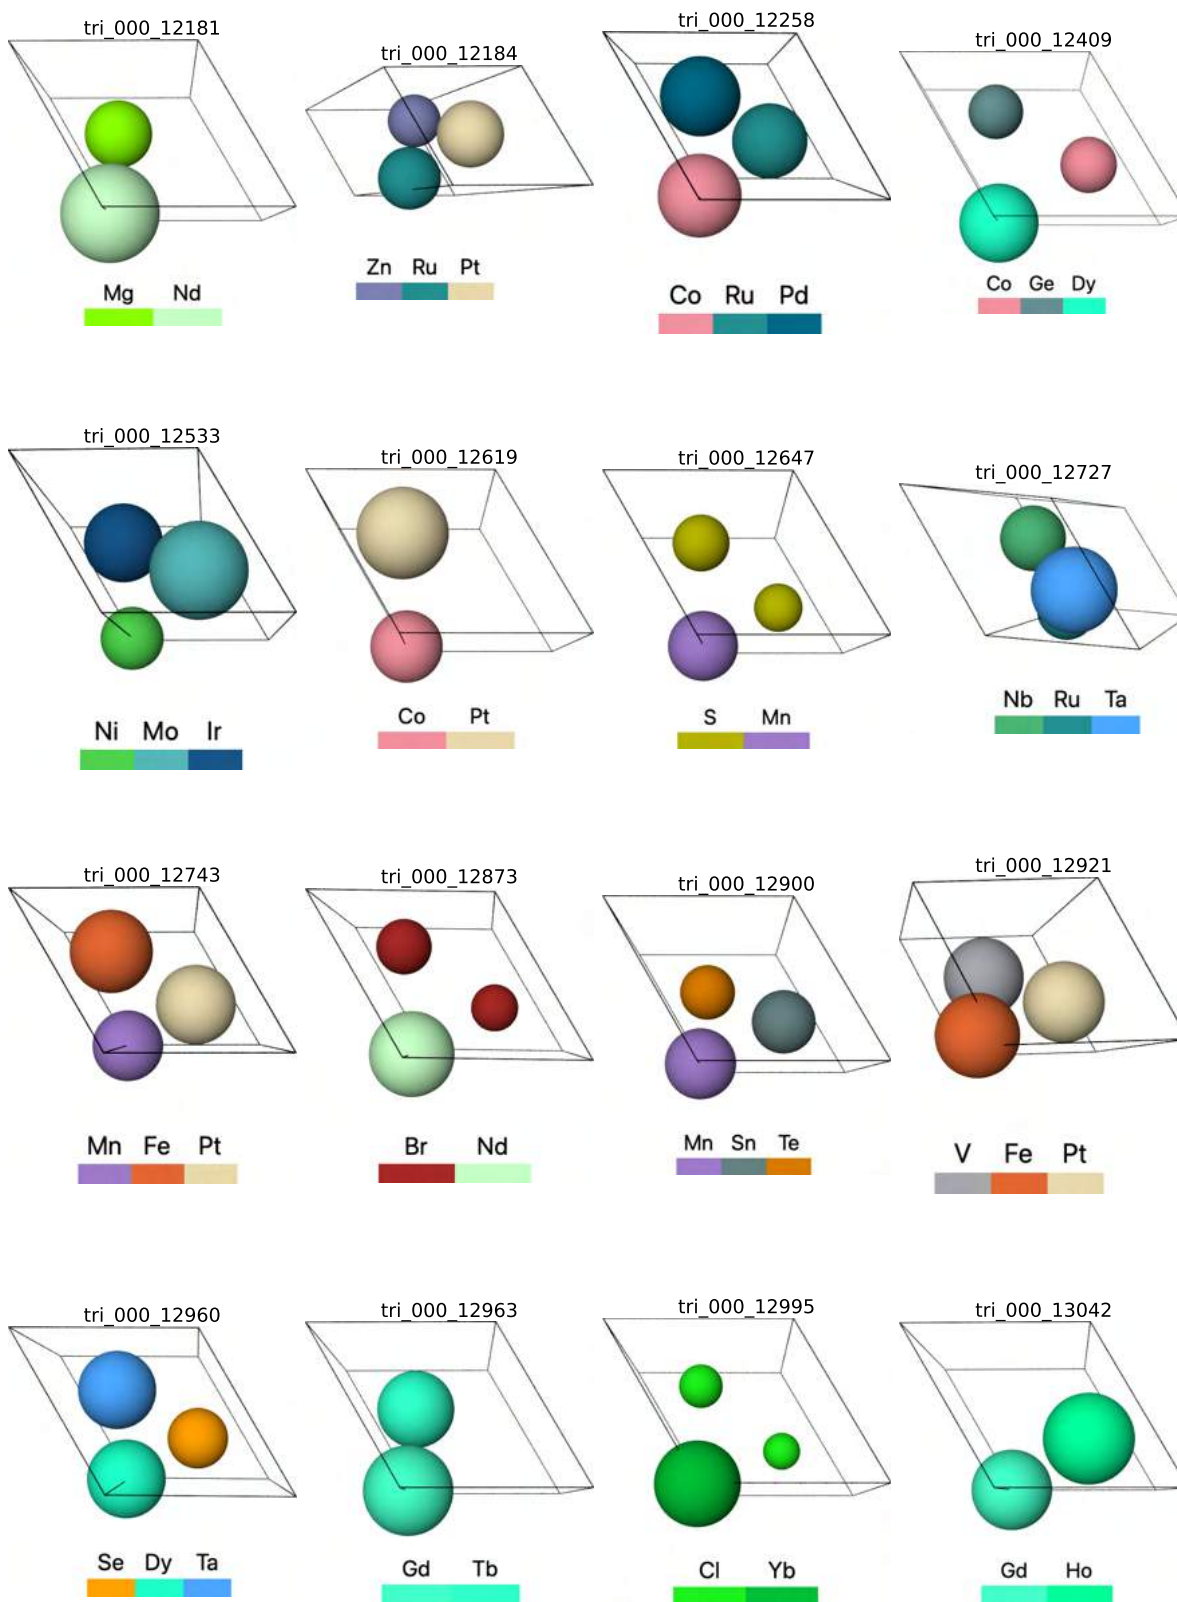 tri_000_12181
tri_000_12184
tri_000_12258
tri_000_12409
Mg Nd
Zn Ru Pt
Co Ru Pd
Co Ge Dy
tri_000_12533
tri_000_12619
tri_000_12647
tri_000_12727
Ni Mo Ir
Co Pt
S Mn
Nb Ru Ta
tri_000_12743
tri_000_12873
tri_000_12900
tri_000_12921
Mn Fe Pt
Br Nd
Mn Sn Te
V Fe Pt
tri_000_12960
tri_000_12963
tri_000_12995
tri_000_13042
Se Dy Ta
Gd Tb
Cl Yb
Gd Ho